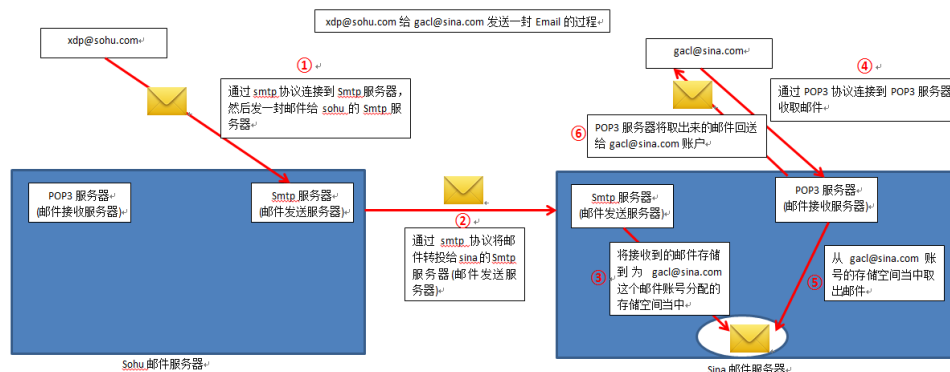 xdp@sohu.com 给 gacl@sina.com 发送一封 Email 的过程
xdp@sohu.com
①
通过 smtp 协议连接到 Smtp 服务器，
然后发一封邮件给 sohu 的 Smtp 服
务器
POP3 服务器
(邮件接收服务器)
Smtp 服务器
(邮件发送服务器)
Sohu 邮件服务器
②
通过 smtp 协议将邮
件转投给 sina 的 Smtp
服务器(邮件发送服
务器)
gacl@sina.com
④
通过 POP3 协议连接到 POP3 服务器
收取邮件
⑥
POP3 服务器将取出来的邮件回送
给 gacl@sina.com 账户
Smtp 服务器
(邮件发送服务器)
POP3 服务器
(邮件接收服务器)
③
将接收到的邮件存储
到为 gacl@sina.com
这个邮件账号分配的
存储空间当中
⑤
从 gacl@sina.com 账
号的存储空间当中取
出邮件
Sina 邮件服务器